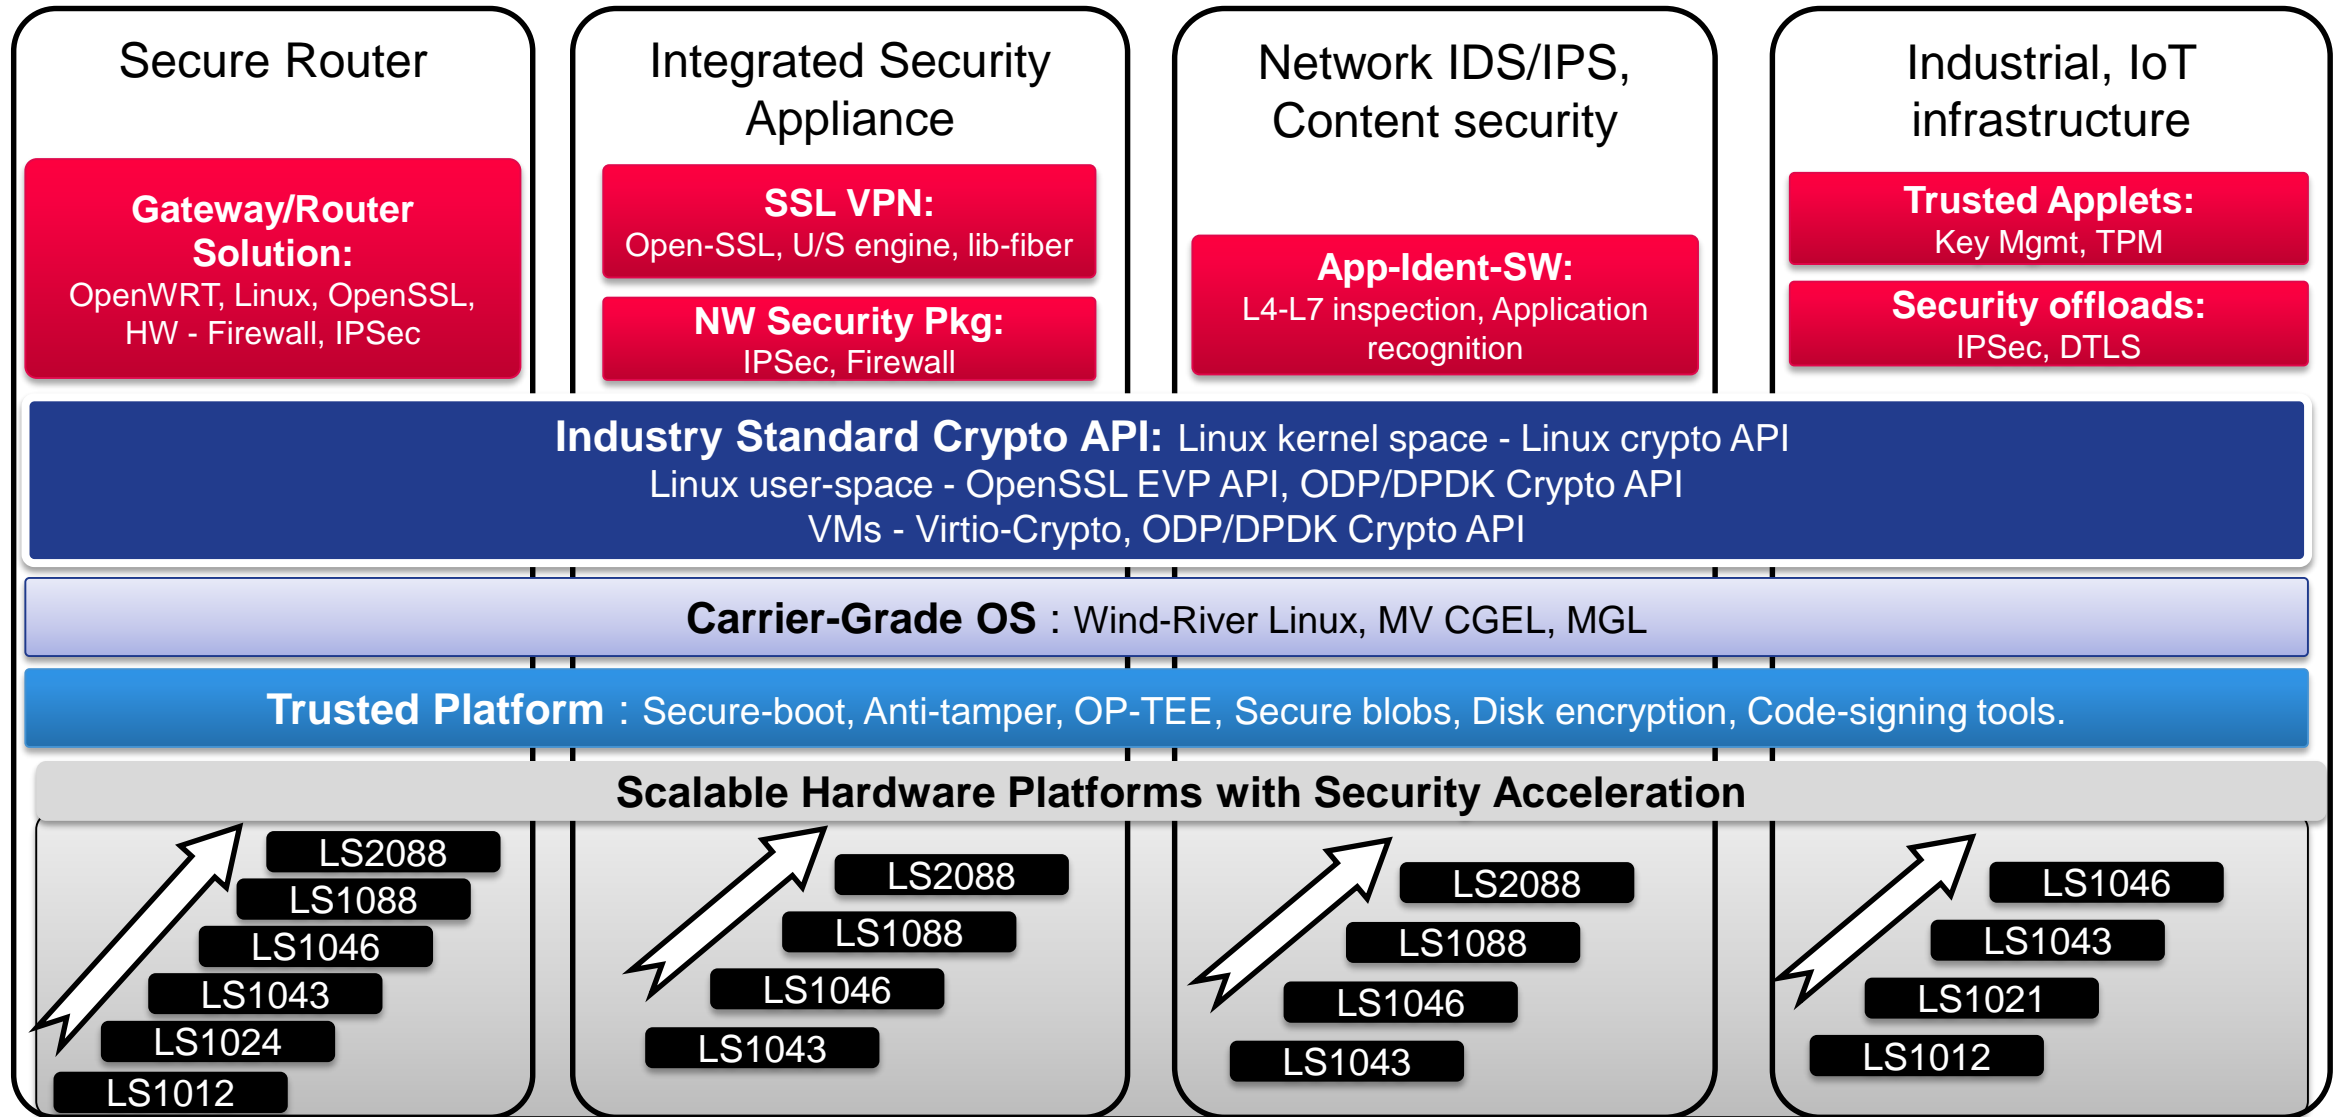 Secure Router
Gateway/Router
Solution:
OpenWRT, Linux, OpenSSL,
HW - Firewall, IPSec
Integrated Security
Appliance
SSL VPN:
Open-SSL, U/S engine, lib-fiber
NW Security Pkg:
IPSec, Firewall
Network IDS/IPS,
Content security
App-Ident-SW:
L4-L7 inspection, Application
recognition
Industrial, IoT
infrastructure
Trusted Applets:
Key Mgmt, TPM
Security offloads:
IPSec, DTLS
Industry Standard Crypto API: Linux kernel space - Linux crypto API
Linux user-space - OpenSSL EVP API, ODP/DPDK Crypto API
VMs - Virtio-Crypto, ODP/DPDK Crypto API
Carrier-Grade OS : Wind-River Linux, MV CGEL, MGL
Trusted Platform : Secure-boot, Anti-tamper, OP-TEE, Secure blobs, Disk encryption, Code-signing tools.
Scalable Hardware Platforms with Security Acceleration
LS2088
LS1088
LS1046
LS1043
LS1024
LS1012
LS2088
LS1088
LS1046
LS1043
LS2088
LS1088
LS1046
LS1043
LS1046
LS1043
LS1021
LS1012